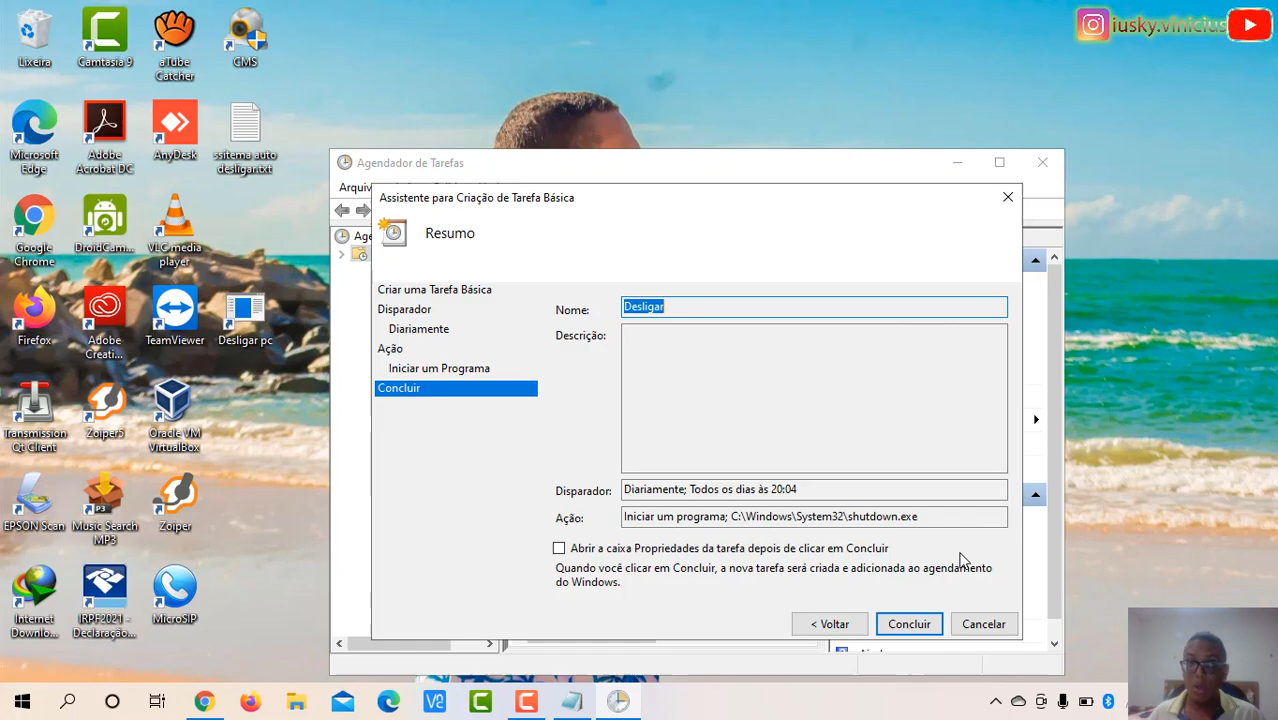 iusky.vinicius
Lixeira
Camtasia 9
aTube
Catcher
CMS
Microsoft
Edge
Adobe
Acrobat DC
AnyDesk
ssitema auto
desligar.txt
Google
Chrome
DroidCam...
VLC media
player
Firefox
Adobe
Creati...
TeamViewer
Desligar pc
Transmission
Qt Client
Zoiper5
Oracle VM
VirtualBox
EPSON Scan
P3
Music Search
MP3
Zoiper
Internet
Downlo...
IRPF2021 -
Declaração...
MicroSIP
Agendador de Tarefas
Arquiv
Age
Assistente para Criação de Tarefa Básica
Resumo
Criar uma Tarefa Básica
Disparador
Diariamente
Ação
Iniciar um Programa
Concluir
Nome:
Desligar
Descrição:
Disparador:
Diariamente; Todos os dias às 20:04
Ação:
Iniciar um programa; C:\Windows\System32\shutdown.exe
Abrir a caixa Propriedades da tarefa depois de clicar em Concluir
Quando você clicar em Concluir, a nova tarefa será criada e adicionada ao agendamento
do Windows.
< Voltar
Concluir
Cancelar